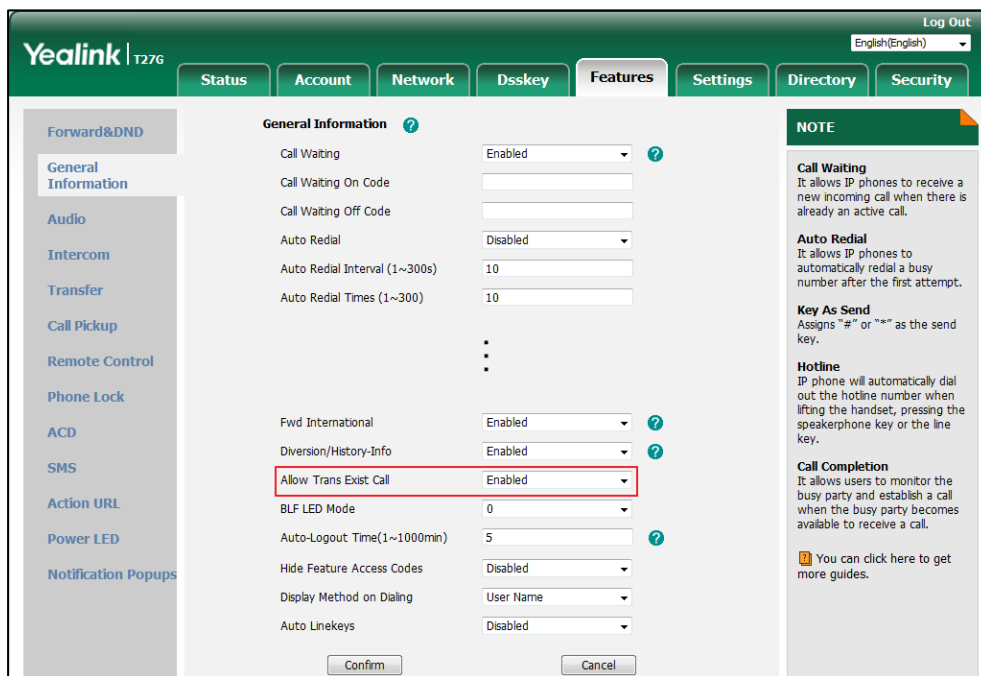 Log Out
Yealink T27G
English(English)
Status Account Network Dsskey Features Settings Directory Security
Forward&DND
General
Information
Audio
Intercom
Transfer
Call Pickup
Remote Control
Phone Lock
ACD
SMS
Action URL
Power LED
Notification Popups
General Information ?
Call Waiting Enabled ?
Call Waiting On Code
Call Waiting Off Code
Auto Redial Disabled
Auto Redial Interval (1~300s) 10
Auto Redial Times (1~300) 10
Fwd International Enabled ?
Diversion/History-Info Enabled ?
Allow Trans Exist Call Enabled
BLF LED Mode 0
Auto-Logout Time(1~1000min) 5 ?
Hide Feature Access Codes Disabled
Display Method on Dialing User Name
Auto Linekeys Disabled
Confirm Cancel
NOTE
Call Waiting
It allows IP phones to receive a
new incoming call when there is
already an active call.
Auto Redial
It allows IP phones to
automatically redial a busy
number after the first attempt.
Key As Send
Assigns "#" or "*" as the send
key.
Hotline
IP phone will automatically dial
out the hotline number when
lifting the handset, pressing the
speakerphone key or the line
key.
Call Completion
It allows users to monitor the
busy party and establish a call
when the busy party becomes
available to receive a call.
? You can click here to get
more guides.